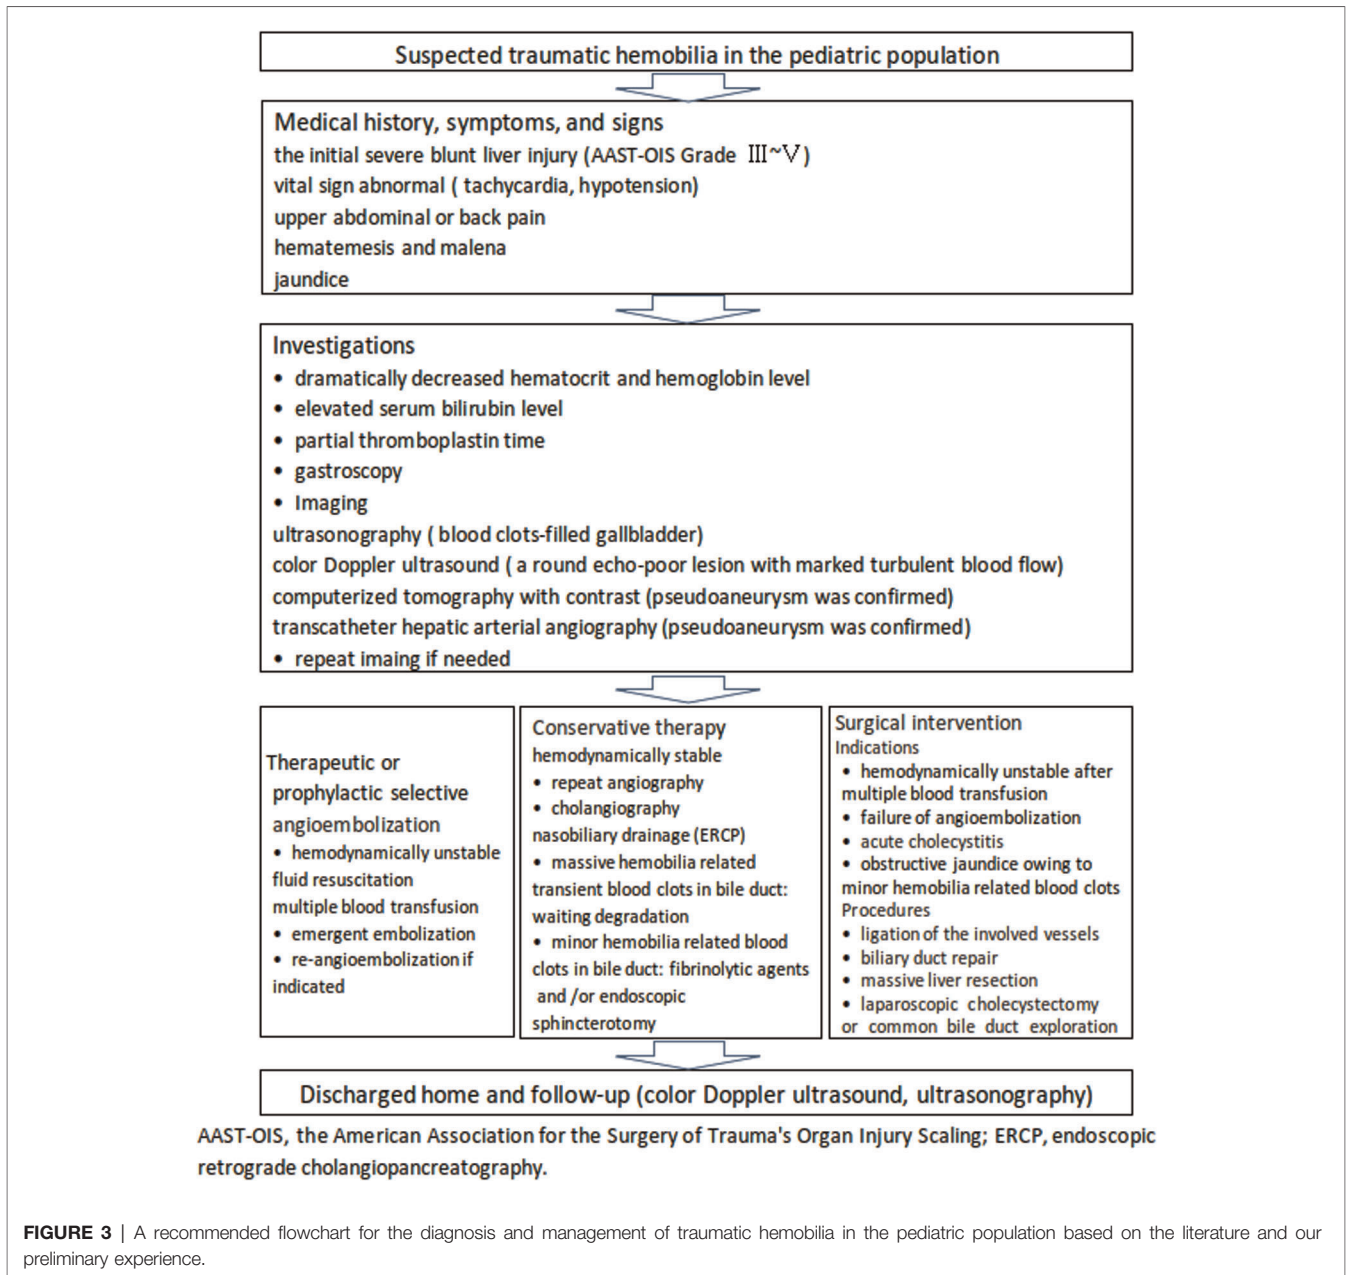 Suspected traumatic hemobilia in the pediatric population
Medical history, symptoms, and signs
the initial severe blunt liver injury (AAST-OIS Grade Ⅲ~Ⅴ)
vital sign abnormal ( tachycardia, hypotension)
upper abdominal or back pain
hematemesis and malena
jaundice
Investigations
• dramatically decreased hematocrit and hemoglobin level
• elevated serum bilirubin level
• partial thromboplastin time
• gastroscopy
• Imaging
ultrasonography ( blood clots-filled gallbladder)
color Doppler ultrasound ( a round echo-poor lesion with marked turbulent blood flow)
computerized tomography with contrast (pseudoaneurysm was confirmed)
transcatheter hepatic arterial angiography (pseudoaneurysm was confirmed)
• repeat imaing if needed
Therapeutic or
prophylactic selective
angioembolization
• hemodynamically unstable
fluid resuscitation
multiple blood transfusion
• emergent embolization
• re-angioembolization if
indicated
Conservative therapy
hemodynamically stable
• repeat angiography
• cholangiography
nasobiliary drainage (ERCP)
• massive hemobilia related
transient blood clots in bile duct:
waiting degradation
• minor hemobilia related blood
clots in bile duct: fibrinolytic agents
and /or endoscopic
sphincterotomy
Surgical intervention
Indications
• hemodynamically unstable after
multiple blood transfusion
• failure of angioembolization
• acute cholecystitis
• obstructive jaundice owing to
minor hemobilia related blood clots
Procedures
• ligation of the involved vessels
• biliary duct repair
• massive liver resection
• laparoscopic cholecystectomy
or common bile duct exploration
Discharged home and follow-up (color Doppler ultrasound, ultrasonography)
AAST-OIS, the American Association for the Surgery of Trauma's Organ Injury Scaling; ERCP, endoscopic
retrograde cholangiopancreatography.
FIGURE 3 | A recommended flowchart for the diagnosis and management of traumatic hemobilia in the pediatric population based on the literature and our
preliminary experience.